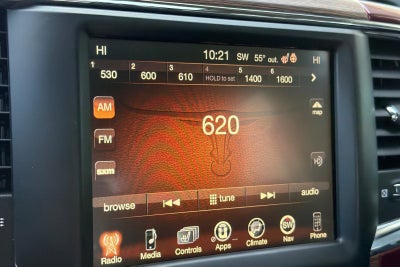 HI 10:21 SW 55° out. HI
1 530 2 600 3 610 4 HOLD to set 5 1400 6 1600
AM
620
map
FM
sxm
browse tune audio
Radio Media Controls Apps Climate SW Nav Phone